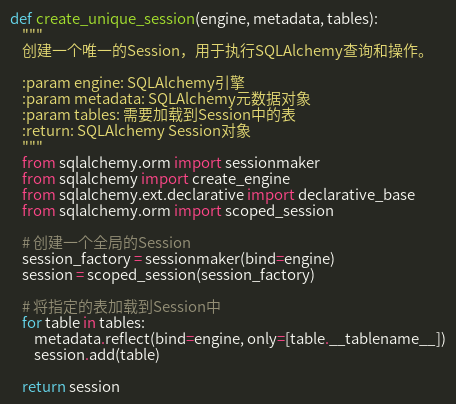 def create_unique_session(engine, metadata, tables):
    """
    创建一个唯一的Session，用于执行SQLAlchemy查询和操作。

    :param engine: SQLAlchemy引擎
    :param metadata: SQLAlchemy元数据对象
    :param tables: 需要加载到Session中的表
    :return: SQLAlchemy Session对象
    """
    from sqlalchemy.orm import sessionmaker
    from sqlalchemy import create_engine
    from sqlalchemy.ext.declarative import declarative_base
    from sqlalchemy.orm import scoped_session

    # 创建一个全局的Session
    session_factory = sessionmaker(bind=engine)
    session = scoped_session(session_factory)

    # 将指定的表加载到Session中
    for table in tables:
        metadata.reflect(bind=engine, only=[table.__tablename__])
        session.add(table)

    return session